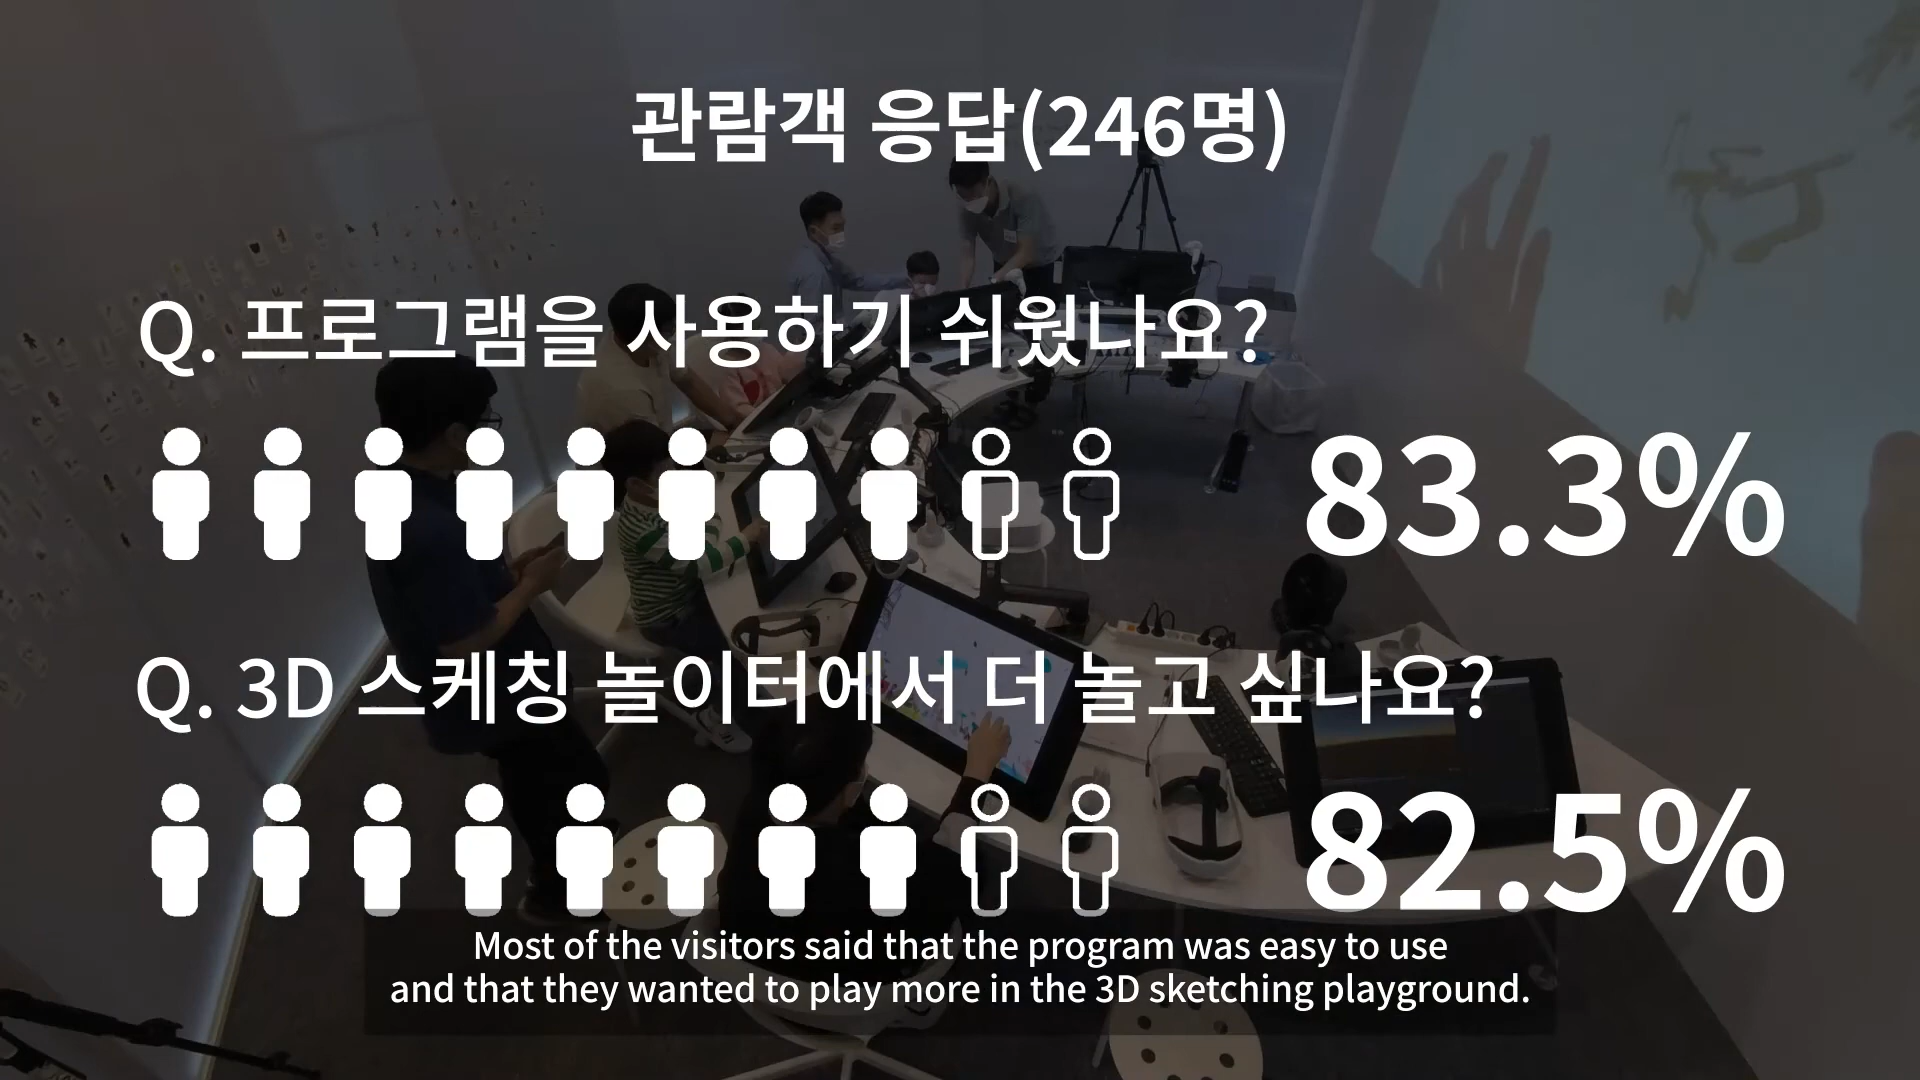 관람객 응답(246명)
Q. 프로그램을 사용하기 쉬웠나요?
83.3%
Q. 3D 스케칭 놀이터에서 더 놀고 싶나요?
82.5%
Most of the visitors said that the program was easy to use
and that they wanted to play more in the 3D sketching playground.